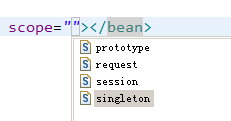 scope=""></bean>
prototype
request
session
singleton